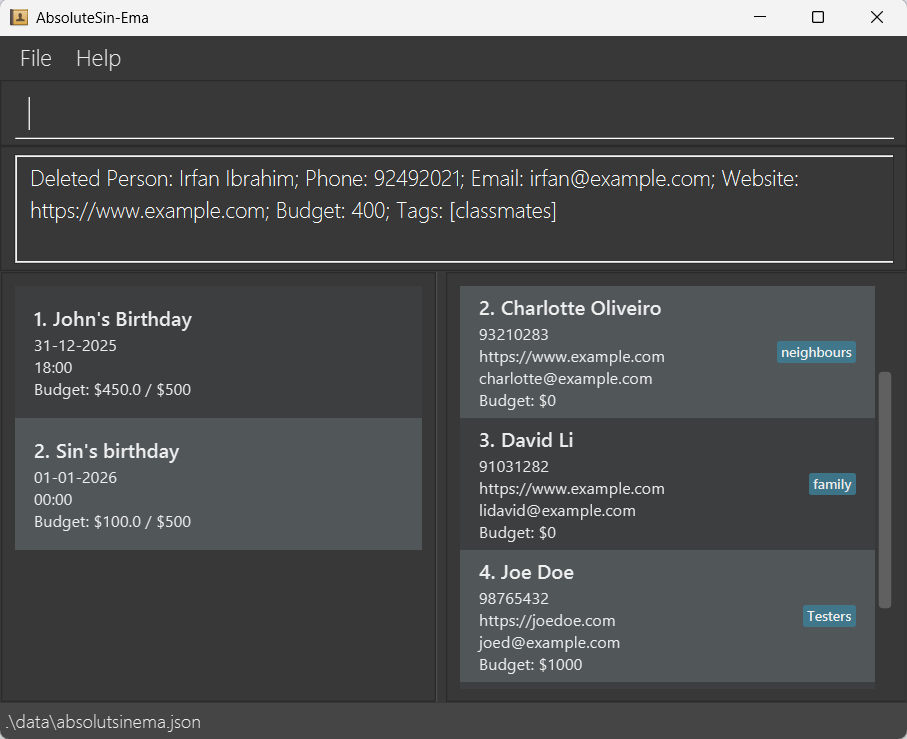 AbsoluteSin-Ema
File Help
Deleted Person: Irfan Ibrahim; Phone: 92492021; Email: irfan@example.com; Website:
https://www.example.com; Budget: 400; Tags: [classmates]
1. John's Birthday
31-12-2025
18:00
Budget: $450.0 / $500
2. Sin's birthday
01-01-2026
00:00
Budget: $100.0 / $500
2. Charlotte Oliveiro
93210283
https://www.example.com
charlotte@example.com
Budget: $0
neighbours
3. David Li
91031282
https://www.example.com
lidavid@example.com
Budget: $0
family
4. Joe Doe
98765432
https://joedoe.com
joed@example.com
Budget: $1000
Testers
.\data\absolutsinema.json